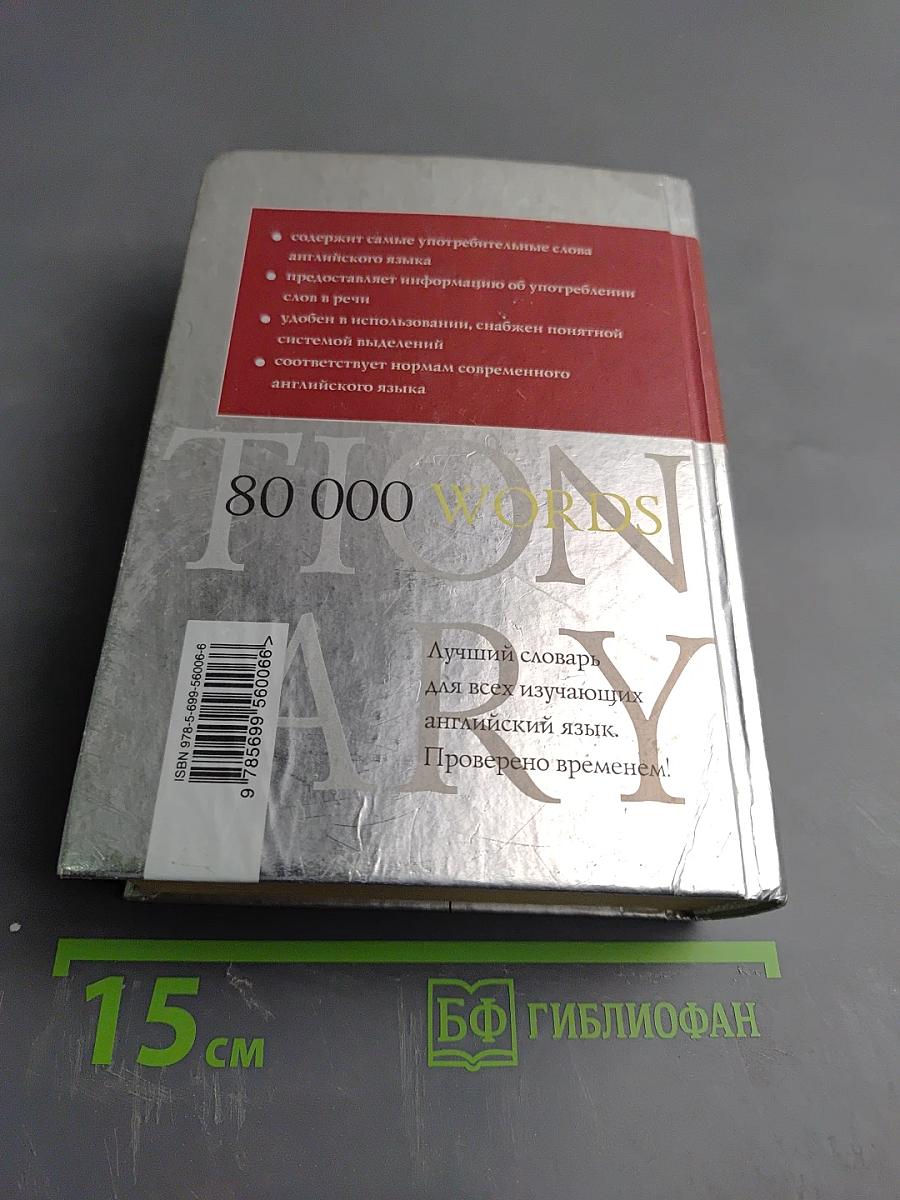 • содержит самые употребительные слова
английского языка
• предоставляет информацию об употреблении
слов в речи
• удобен в использовании, снабжен понятной
системой выделений
• соответствует нормам современного
английского языка
TION
80 000 WORDS
ARY
Лучший словарь
для всех изучающих
английский язык.
Проверено временем!
ISBN 978-5-699-56006-6
9 785699 560066>
15 см
БФ ГИБЛИОФАН